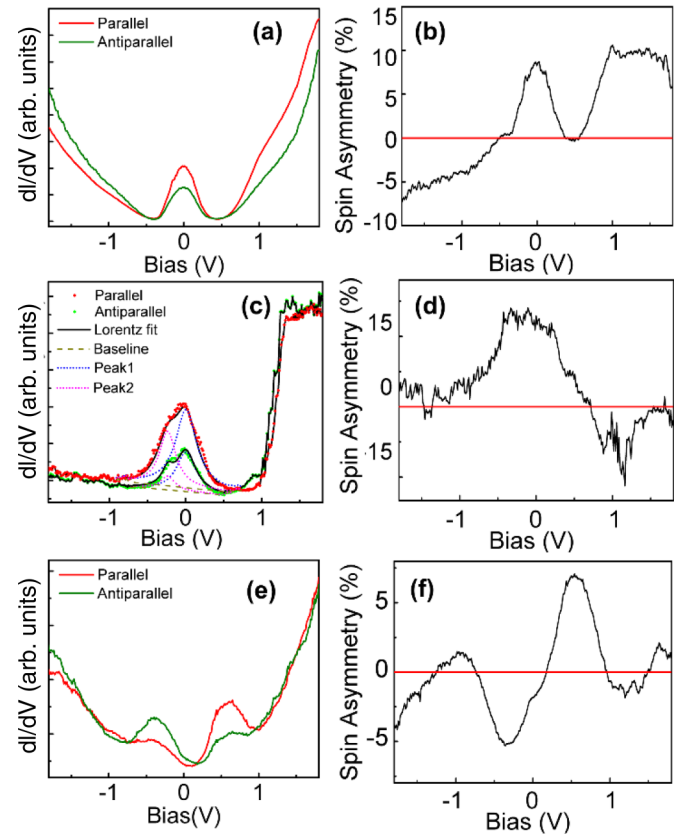 (a)
Parallel
Antiparallel
dI/dV (arb. units)
-1
0
1
Bias (V)
(b)
Spin Asymmetry (%)
15
10
5
0
-5
-10
-1
0
1
Bias (V)
(c)
Parallel
Antiparallel
Lorentz fit
Baseline
Peak1
Peak2
dI/dV (arb. units)
-1
0
1
Bias (V)
(d)
Spin Asymmetry (%)
15
0
-15
-1
0
1
Bias (V)
(e)
Parallel
Antiparallel
dI/dV (arb. units)
-1
0
1
Bias(V)
(f)
Spin Asymmetry (%)
5
0
-5
-1
0
1
Bias (V)